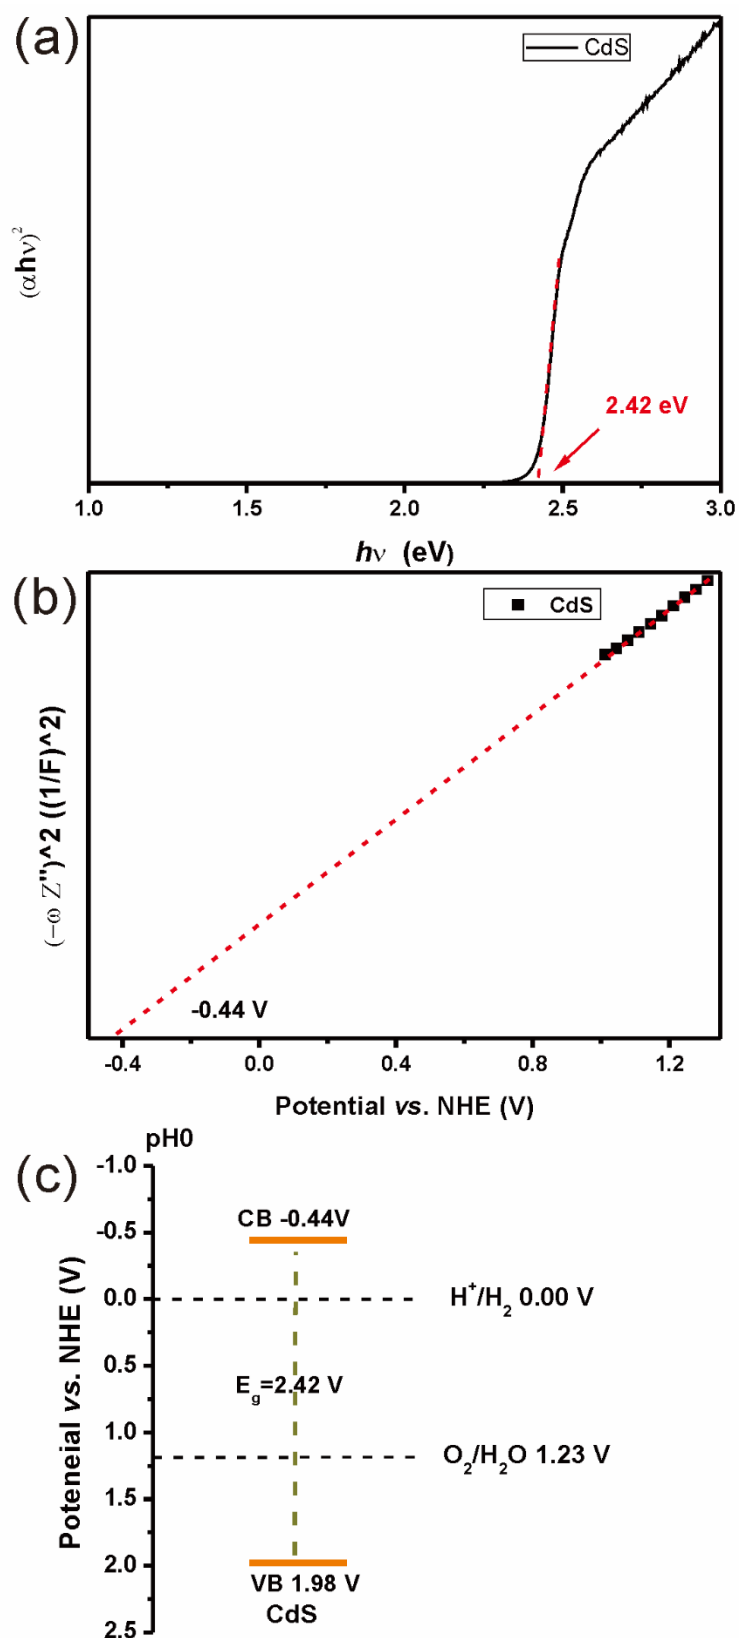 (a)
CdS
(αhν)²
2.42 eV
1.0 1.5 2.0 2.5 3.0
hν (eV)
(b)
CdS
(−ω Z'')^2 ((1/F)^2)
-0.44 V
-0.4 0.0 0.4 0.8 1.2
Potential vs. NHE (V)
(c)
pH0
Poteneial vs. NHE (V)
-1.0
-0.5
0.0
0.5
1.0
1.5
2.0
2.5
CB -0.44V
H⁺/H₂ 0.00 V
E_g=2.42 V
O₂/H₂O 1.23 V
VB 1.98 V
CdS